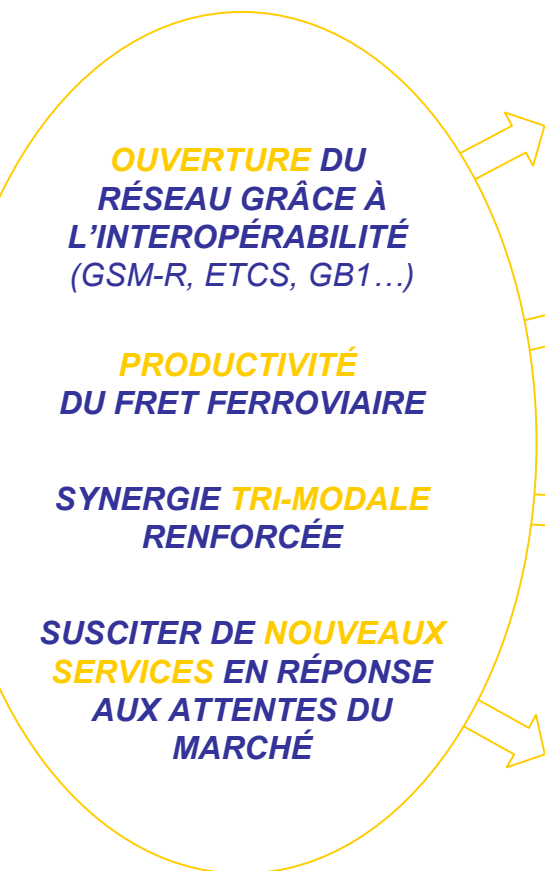 OUVERTURE DU
RÉSEAU GRÂCE À
L’INTEROPÉRABILITÉ
(GSM-R, ETCS, GB1…)
PRODUCTIVITÉ
DU FRET FERROVIAIRE
SYNERGIE TRI-MODALE
RENFORCÉE
SUSCITER DE NOUVEAUX
SERVICES EN RÉPONSE
AUX ATTENTES DU
MARCHÉ